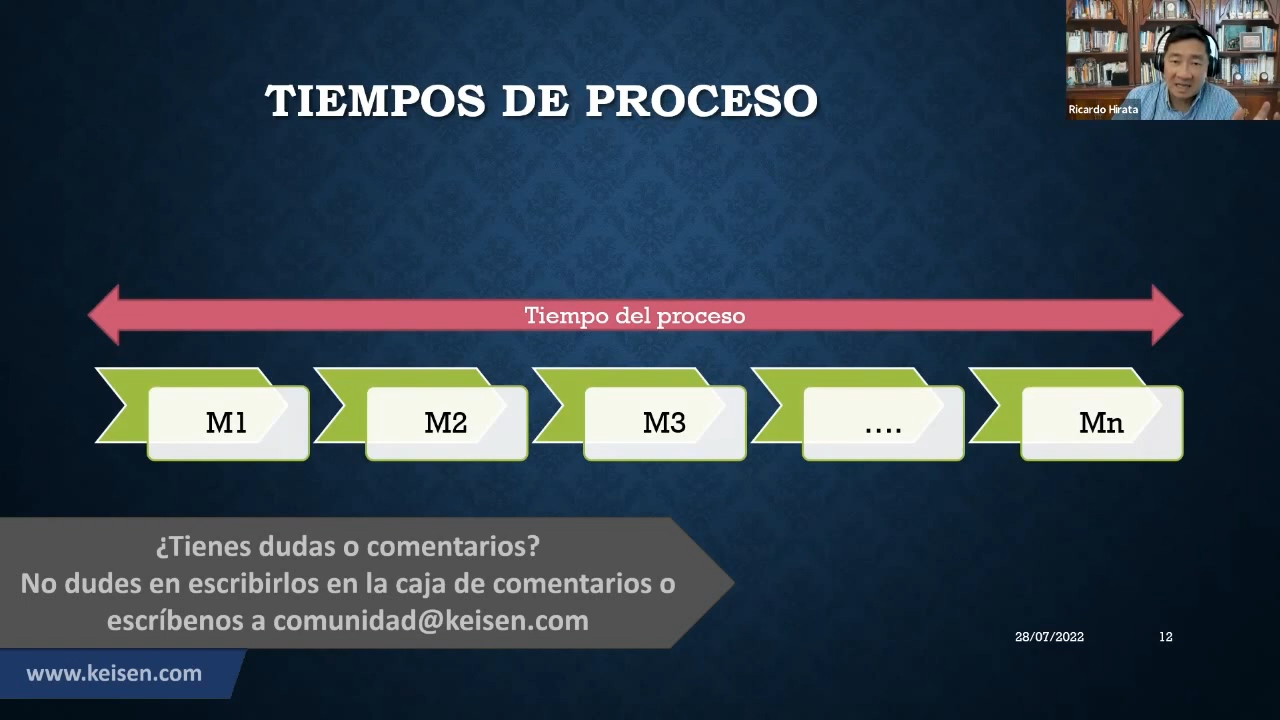 TIEMPOS DE PROCESO
Ricardo Hirata
Tiempo del proceso
M1
M2
M3
....
Mn
¿Tienes dudas o comentarios?
No dudes en escribirlos en la caja de comentarios o
escríbenos a comunidad@keisen.com
28/07/2022
12
www.keisen.com